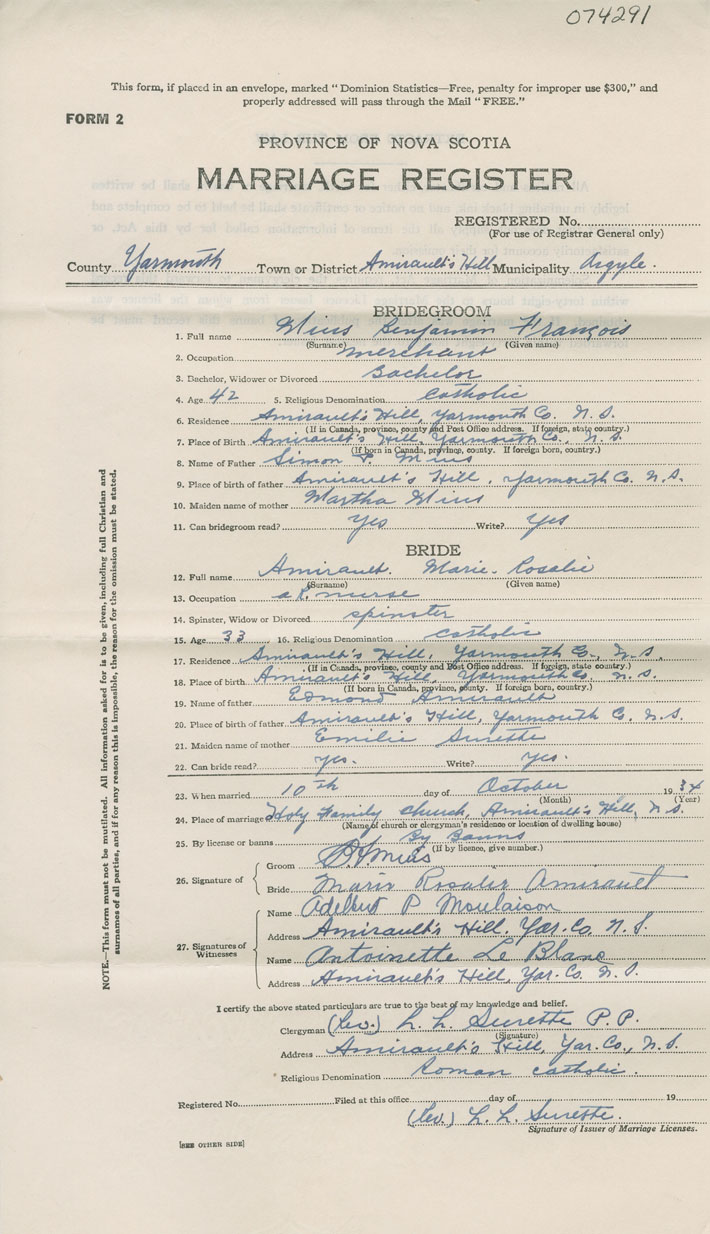 074291
This form, if placed in an envelope, marked "Dominion Statistics—Free, penalty for improper use $300," and
properly addressed will pass through the Mail "FREE."
FORM 2
PROVINCE OF NOVA SCOTIA
MARRIAGE REGISTER
REGISTERED No.
(For use of Registrar General only)
County Yarmouth Town or District Amirault's Hill Municipality Argyle.
BRIDEGROOM
1. Full name Mius Benjamin François
(Surname) (Given name)
2. Occupation merchant
3. Bachelor, Widower or Divorced Bachelor
4. Age 42 5. Religious Denomination Catholic
6. Residence Amirault's Hill, Yarmouth Co. N. S.
(If in Canada, province, county and Post Office address. If foreign, state country.)
7. Place of Birth Amirault's Hill, Yarmouth Co., N. S.
(If born in Canada, province, county. If foreign born, country.)
8. Name of Father Simon P. Mius
9. Place of birth of father Amirault's Hill, Yarmouth Co. N. S.
10. Maiden name of mother Martha Mius
11. Can bridegroom read? Yes Write? Yes
BRIDE
12. Full name Amirault. Marie-Rosalie
(Surname) (Given name)
13. Occupation a R. nurse
14. Spinster, Widow or Divorced spinster
15. Age 33 16. Religious Denomination Catholic
17. Residence Amirault's Hill, Yarmouth Co., N. S.
(If in Canada, province, county and Post Office address. If foreign, state country.)
18. Place of birth Amirault's Hill, Yarmouth Co., N. S.
(If born in Canada, province, county. If foreign born, country.)
19. Name of father Edmond Amirault
20. Place of birth of father Amirault's Hill, Yarmouth Co. N. S.
21. Maiden name of mother Emilie Surette
22. Can bride read? yes. Write? yes.
23. When married 10th day of October 1934
(Month) (Year)
24. Place of marriage Holy Family Church, Amirault's Hill, N. S.
(Name of church or clergyman's residence or location of dwelling house)
25. By license or banns By Banns
(If by licence, give number.)
26. Signature of
Groom Mius
Bride Marie Rosalie Amirault
27. Signatures of Witnesses
Name Adelbert P Moulaison
Address Amirault's Hill, Yar. Co. N. S.
Name Antoinette Le Blanc
Address Amirault's Hill, Yar. Co. N. S.
I certify the above stated particulars are true to the best of my knowledge and belief.
Clergyman (Rev.) L. L. Surette P. P.
(Signature)
Address Amirault's Hill, Yar. Co., N. S.
Religious Denomination Roman Catholic.
Registered No. Filed at this office day of 19
(Rev.) L. L. Surette.
Signature of Issuer of Marriage Licenses.
[SEE OTHER SIDE]
NOTE.—This form must not be mutilated. All information asked for is to be given, including full Christian and
surnames of all parties, and if for any reason this is impossible, the reason for the omission must be stated.